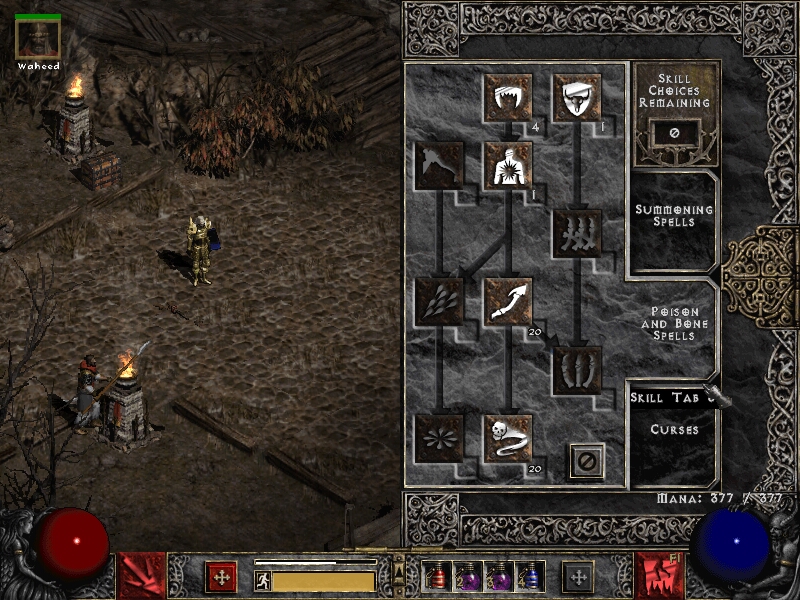 Waheed
Skill
Choices
Remaining
0
4
1
1
Summoning
Spells
Poison
and Bone
Spells
20
20
Skill Tab
Curses
Mana: 377 / 377
F1